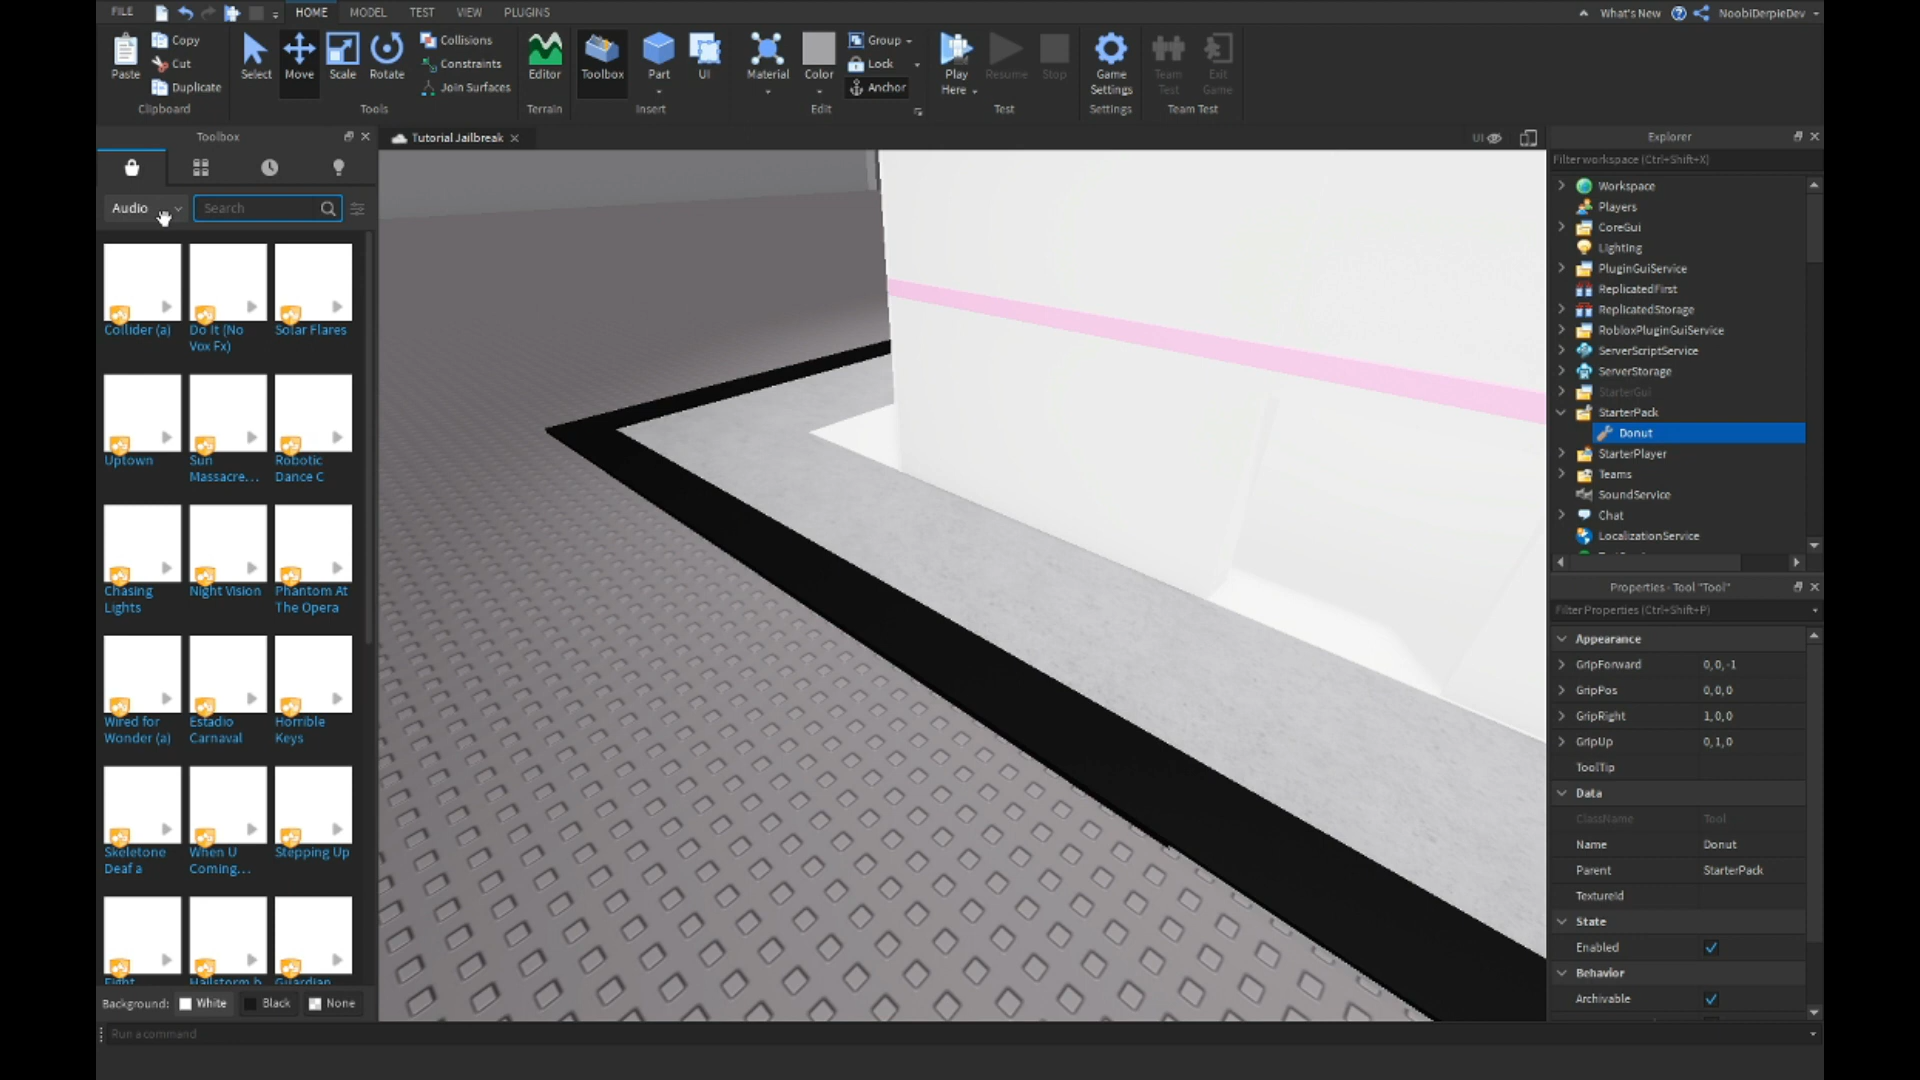 FILE HOME MODEL TEST VIEW PLUGINS What's New NoobiDerpieDev
Paste Copy Cut Duplicate Clipboard
Select Move Scale Rotate Collisions Constraints Join Surfaces Tools
Editor Terrain
Toolbox Part UI Insert
Material Color Group Lock Anchor Edit
Play Here Resume Stop Test
Game Settings Settings
Team Test Exit Game Team Test
Toolbox
Audio Search
Collider (a)
Do It (No Vox Fx)
Solar Flares
Uptown
Sun Massacre...
Robotic Dance C
Chasing Lights
Night Vision
Phantom At The Opera
Wired for Wonder (a)
Estadio Carnaval
Horrible Keys
Skeletone Deaf a
When U Coming...
Stepping Up
Background: White Black None
Run a command
Tutorial Jailbreak
UI
Explorer
Filter workspace (Ctrl+Shift+X)
Workspace
Players
CoreGui
Lighting
PluginGuiService
ReplicatedFirst
ReplicatedStorage
RobloxPluginGuiService
ServerScriptService
ServerStorage
StarterGui
StarterPack
Donut
StarterPlayer
Teams
SoundService
Chat
LocalizationService
Properties - Tool "Tool"
Filter Properties (Ctrl+Shift+P)
Appearance
GripForward 0, 0, -1
GripPos 0, 0, 0
GripRight 1, 0, 0
GripUp 0, 1, 0
ToolTip
Data
ClassName Tool
Name Donut
Parent StarterPack
TextureId
State
Enabled
Behavior
Archivable